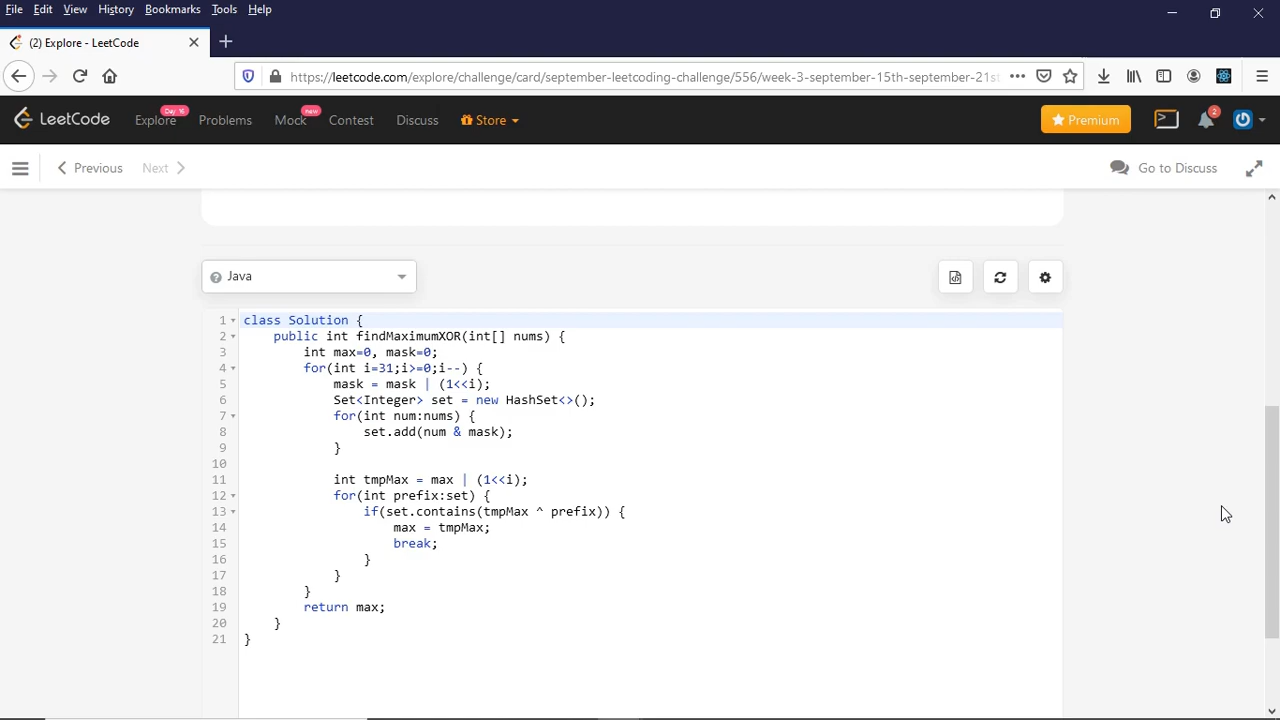 File Edit View History Bookmarks Tools Help
(2) Explore - LeetCode
https://leetcode.com/explore/challenge/card/september-leetcoding-challenge/556/week-3-september-15th-september-21st
LeetCode Explore Day 16 Problems Mock new Contest Discuss Store Premium 2
Previous Next Go to Discuss
Java
1 class Solution {
2 public int findMaximumXOR(int[] nums) {
3 int max=0, mask=0;
4 for(int i=31;i>=0;i--) {
5 mask = mask | (1<<i);
6 Set<Integer> set = new HashSet<>();
7 for(int num:nums) {
8 set.add(num & mask);
9 }
10
11 int tmpMax = max | (1<<i);
12 for(int prefix:set) {
13 if(set.contains(tmpMax ^ prefix)) {
14 max = tmpMax;
15 break;
16 }
17 }
18 }
19 return max;
20 }
21 }